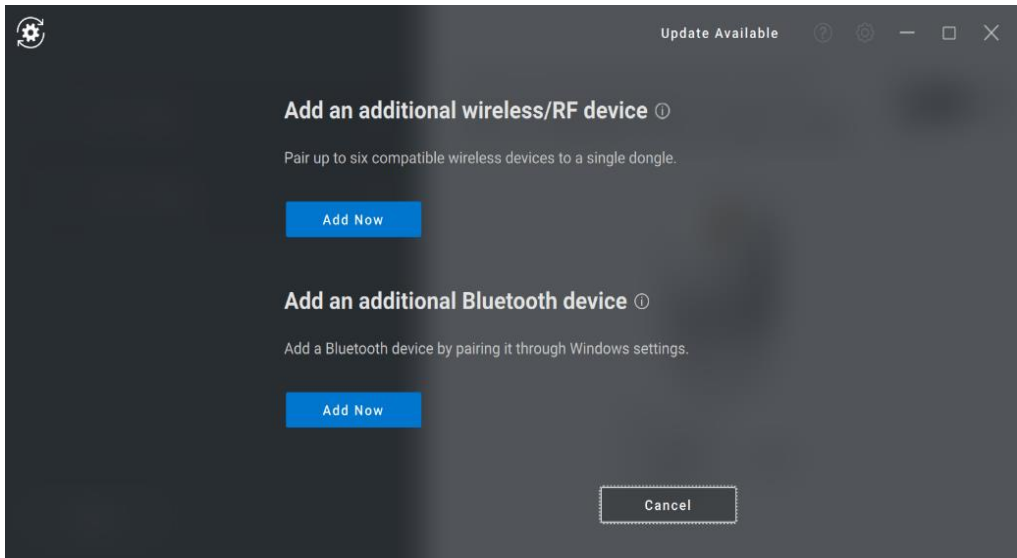 Update Available
Add an additional wireless/RF device
Pair up to six compatible wireless devices to a single dongle.
Add Now
Add an additional Bluetooth device
Add a Bluetooth device by pairing it through Windows settings.
Add Now
Cancel